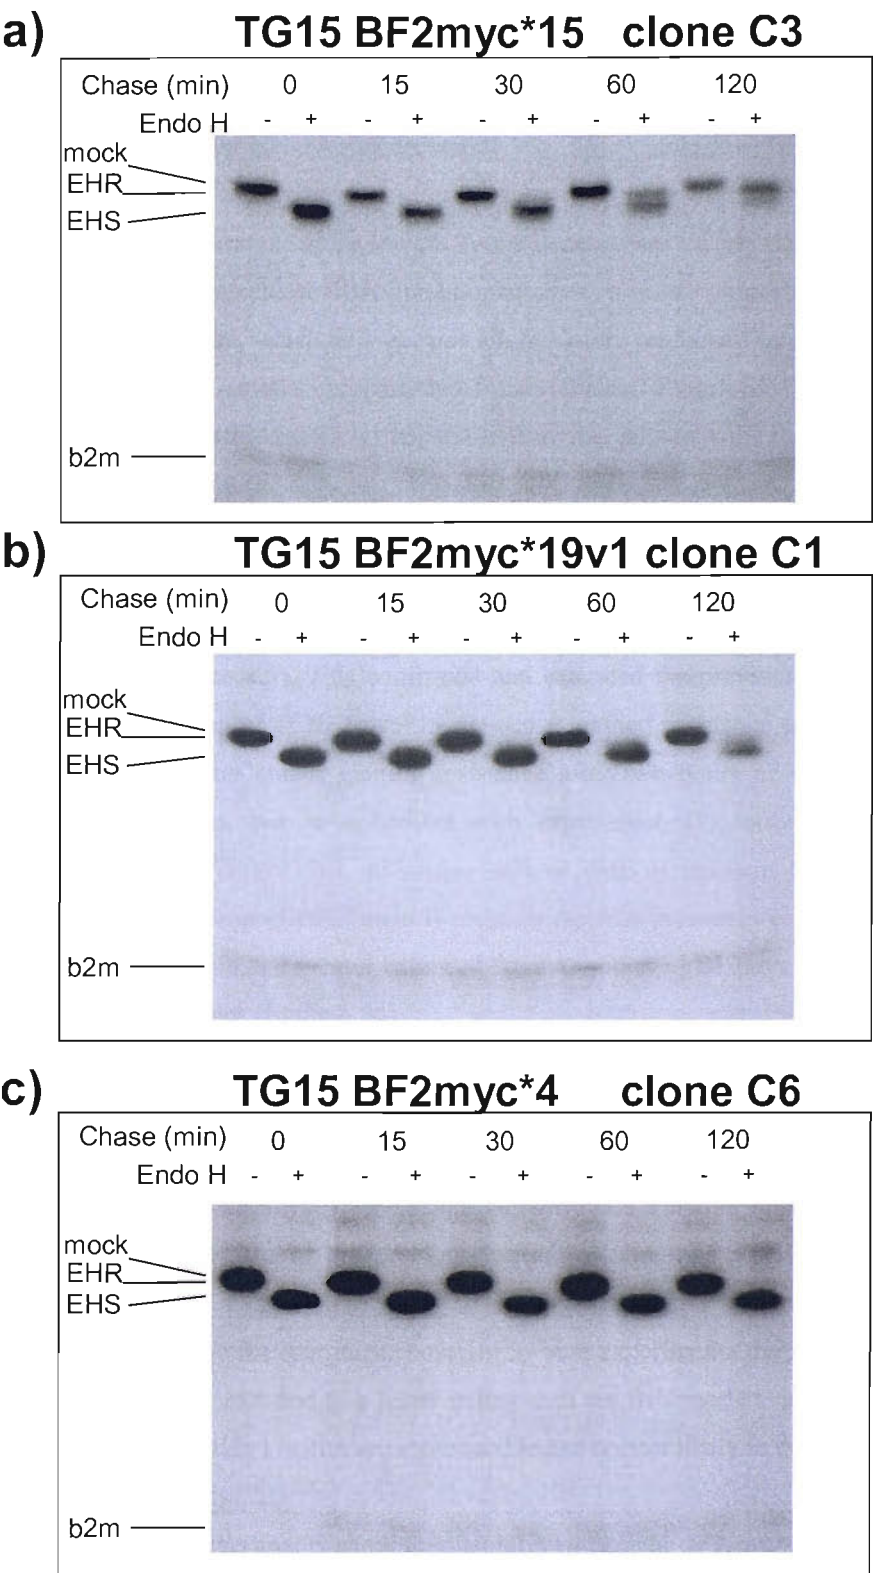 a) TG15 BF2myc*15 clone C3
Chase (min) 0 15 30 60 120
Endo H - + - + - + - + - +
mock
EHR
EHS
b2m
b) TG15 BF2myc*19v1 clone C1
Chase (min) 0 15 30 60 120
Endo H - + - + - + - + - +
mock
EHR
EHS
b2m
c) TG15 BF2myc*4 clone C6
Chase (min) 0 15 30 60 120
Endo H - + - + - + - + - +
mock
EHR
EHS
b2m